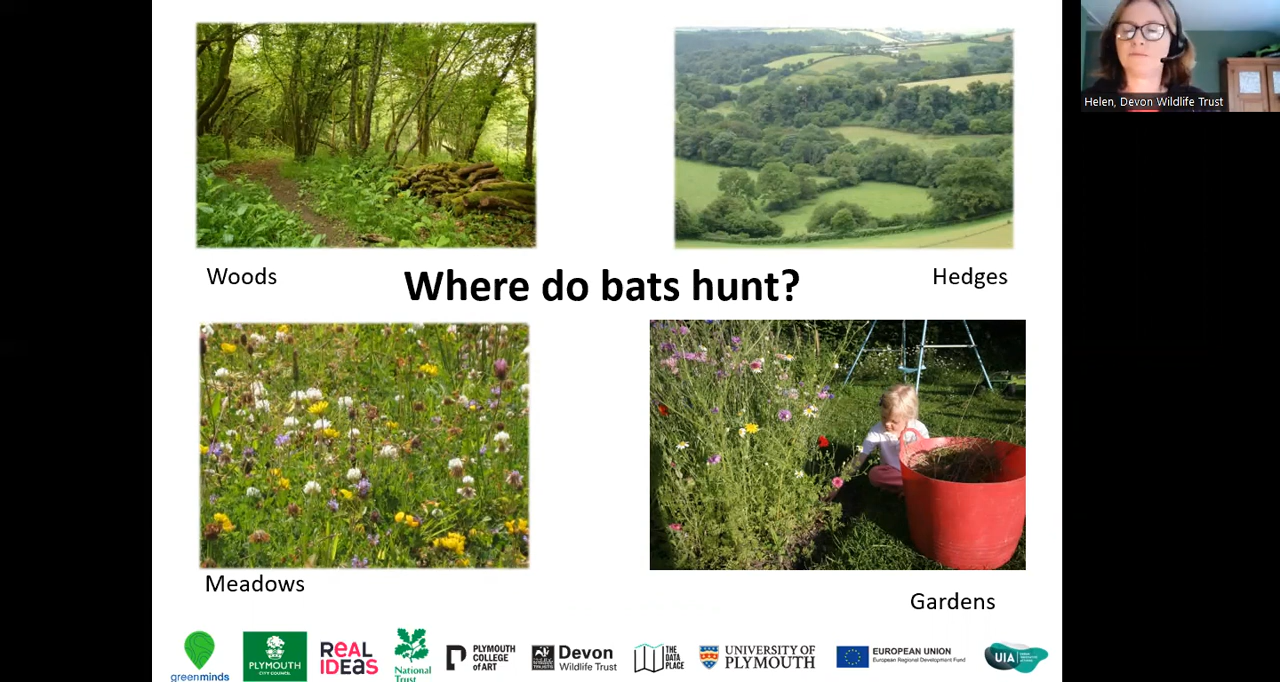 Helen, Devon Wildlife Trust
Woods
Where do bats hunt?
Hedges
Meadows
Gardens
greenminds
PLYMOUTH
CITY COUNCIL
REAL
IDEAS
National
Trust
PLYMOUTH
COLLEGE
OF ART
Devon
Wildlife Trust
THE DATA
PLACE
UNIVERSITY OF
PLYMOUTH
EUROPEAN UNION
European Regional Development Fund
UIA